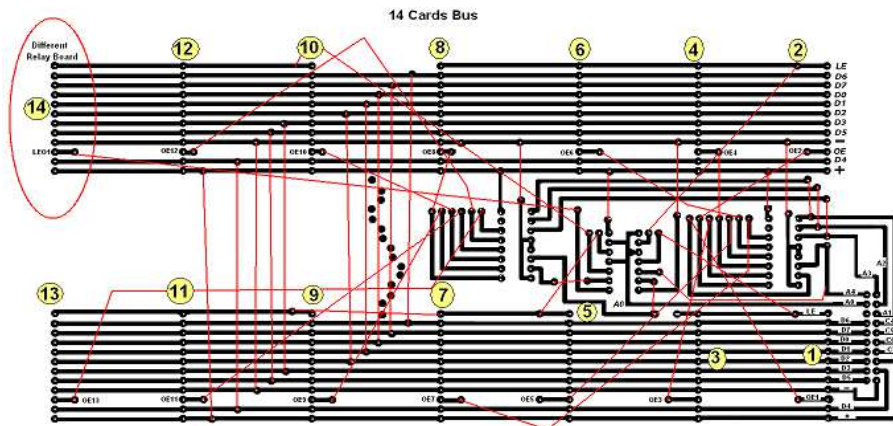 14 Cards Bus
Different
Relay Board
12
10
8
6
4
2
LE
D6
D7
D0
D1
D2
D3
D5
-
OE
D4
+
14
LE01
OE12
OE10
OE8
OE6
OE4
OE2
13
11
9
7
5
3
1
A0
A2
A3
A4
A0
A1
LE
D6
D7
D0
D1
D2
D3
D5
-
OE13
OE11
OE9
OE7
OE5
OE3
OE1
D4
+